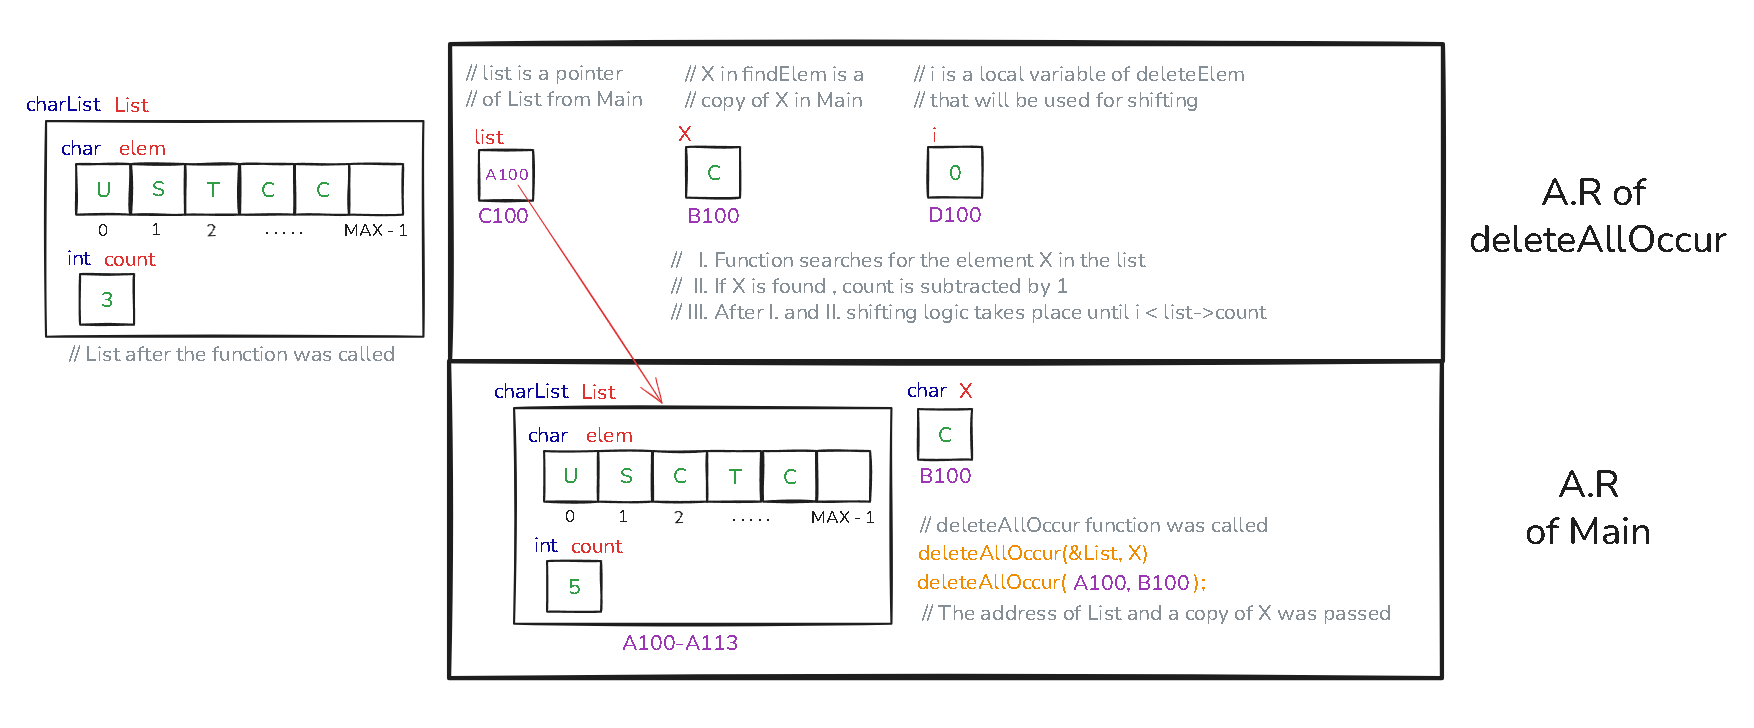 charList List
char elem
U S T C C
0 1 2 ..... MAX - 1
int count
3
// List after the function was called
// list is a pointer
// of List from Main
list
A100
C100
// X in findElem is a
// copy of X in Main
X
C
B100
// i is a local variable of deleteElem
// that will be used for shifting
i
0
D100
// I. Function searches for the element X in the list
// II. If X is found , count is subtracted by 1
// III. After I. and II. shifting logic takes place until i < list->count
A.R of
deleteAllOccur
charList List
char elem
U S C T C
0 1 2 ..... MAX - 1
int count
5
A100-A113
char X
C
B100
// deleteAllOccur function was called
deleteAllOccur(&List, X)
deleteAllOccur( A100, B100 );
// The address of List and a copy of X was passed
A.R
of Main